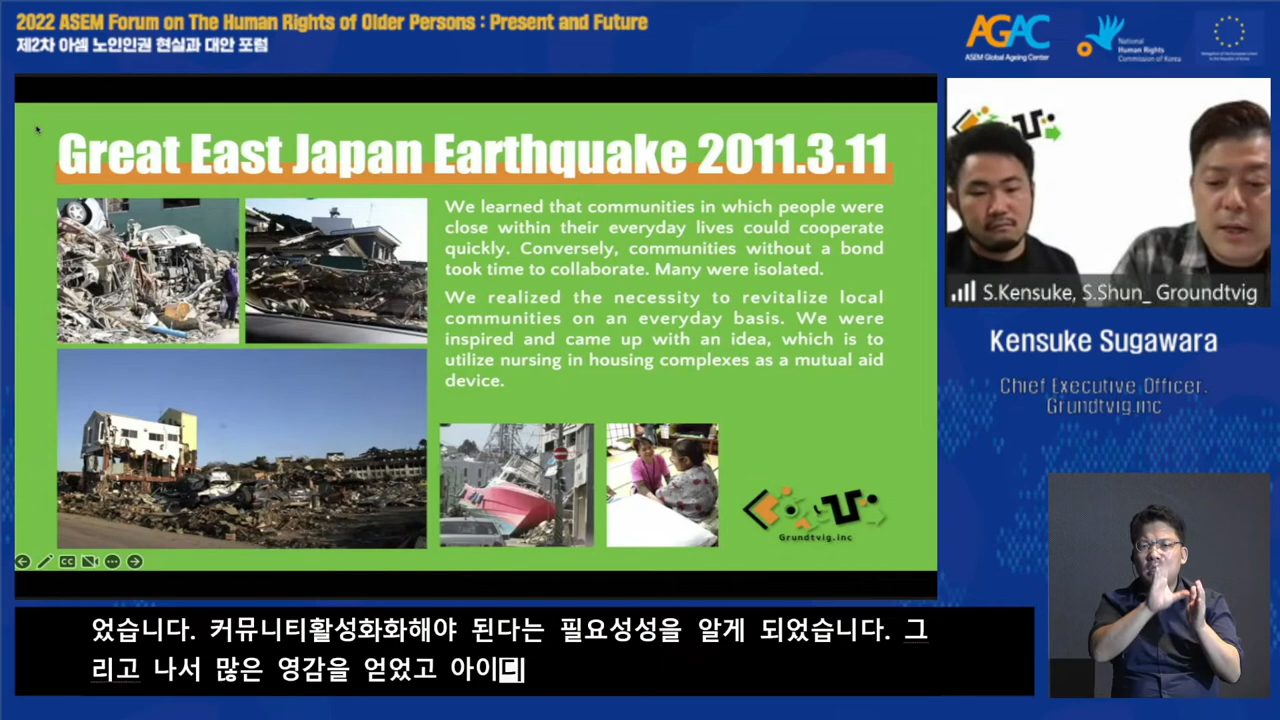 2022 ASEM Forum on The Human Rights of Older Persons : Present and Future
제2차 아셈 노인인권 현실과 대안 포럼
AGAC
ASEM Global Ageing Center
National
Human Rights
Commission of Korea
Great East Japan Earthquake 2011.3.11
We learned that communities in which people were
close within their everyday lives could cooperate
quickly. Conversely, communities without a bond
took time to collaborate. Many were isolated.
We realized the necessity to revitalize local
communities on an everyday basis. We were
inspired and came up with an idea, which is to
utilize nursing in housing complexes as a mutual aid
device.
Grundtvig.inc
S.Kensuke, S.Shun_ Groundtvig
Kensuke Sugawara
Chief Executive Officer.
Grundtvig.inc
CC
었습니다. 커뮤니티활성화화해야 된다는 필요성성을 알게 되었습니다. 그
리고 나서 많은 영감을 얻었고 아이디